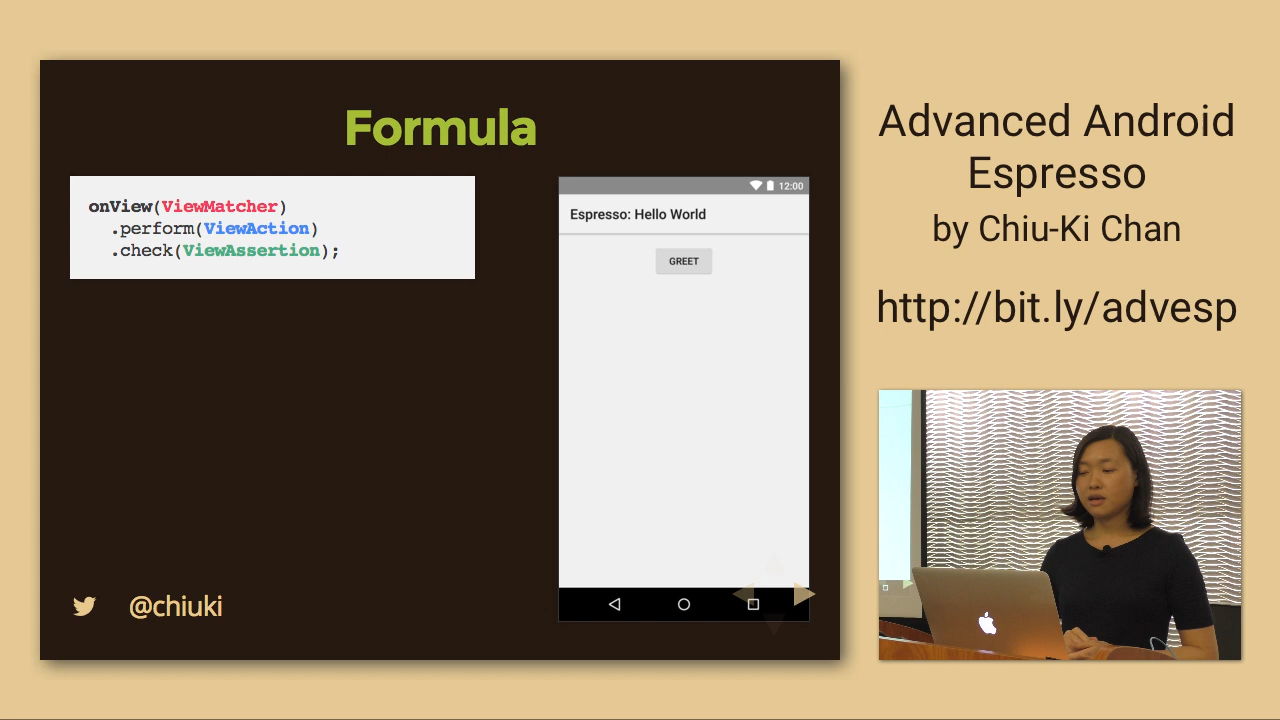 Formula
onView(ViewMatcher)
.perform(ViewAction)
.check(ViewAssertion);
12:00
Espresso: Hello World
GREET
@chiuki
Advanced Android
Espresso
by Chiu-Ki Chan
http://bit.ly/advesp